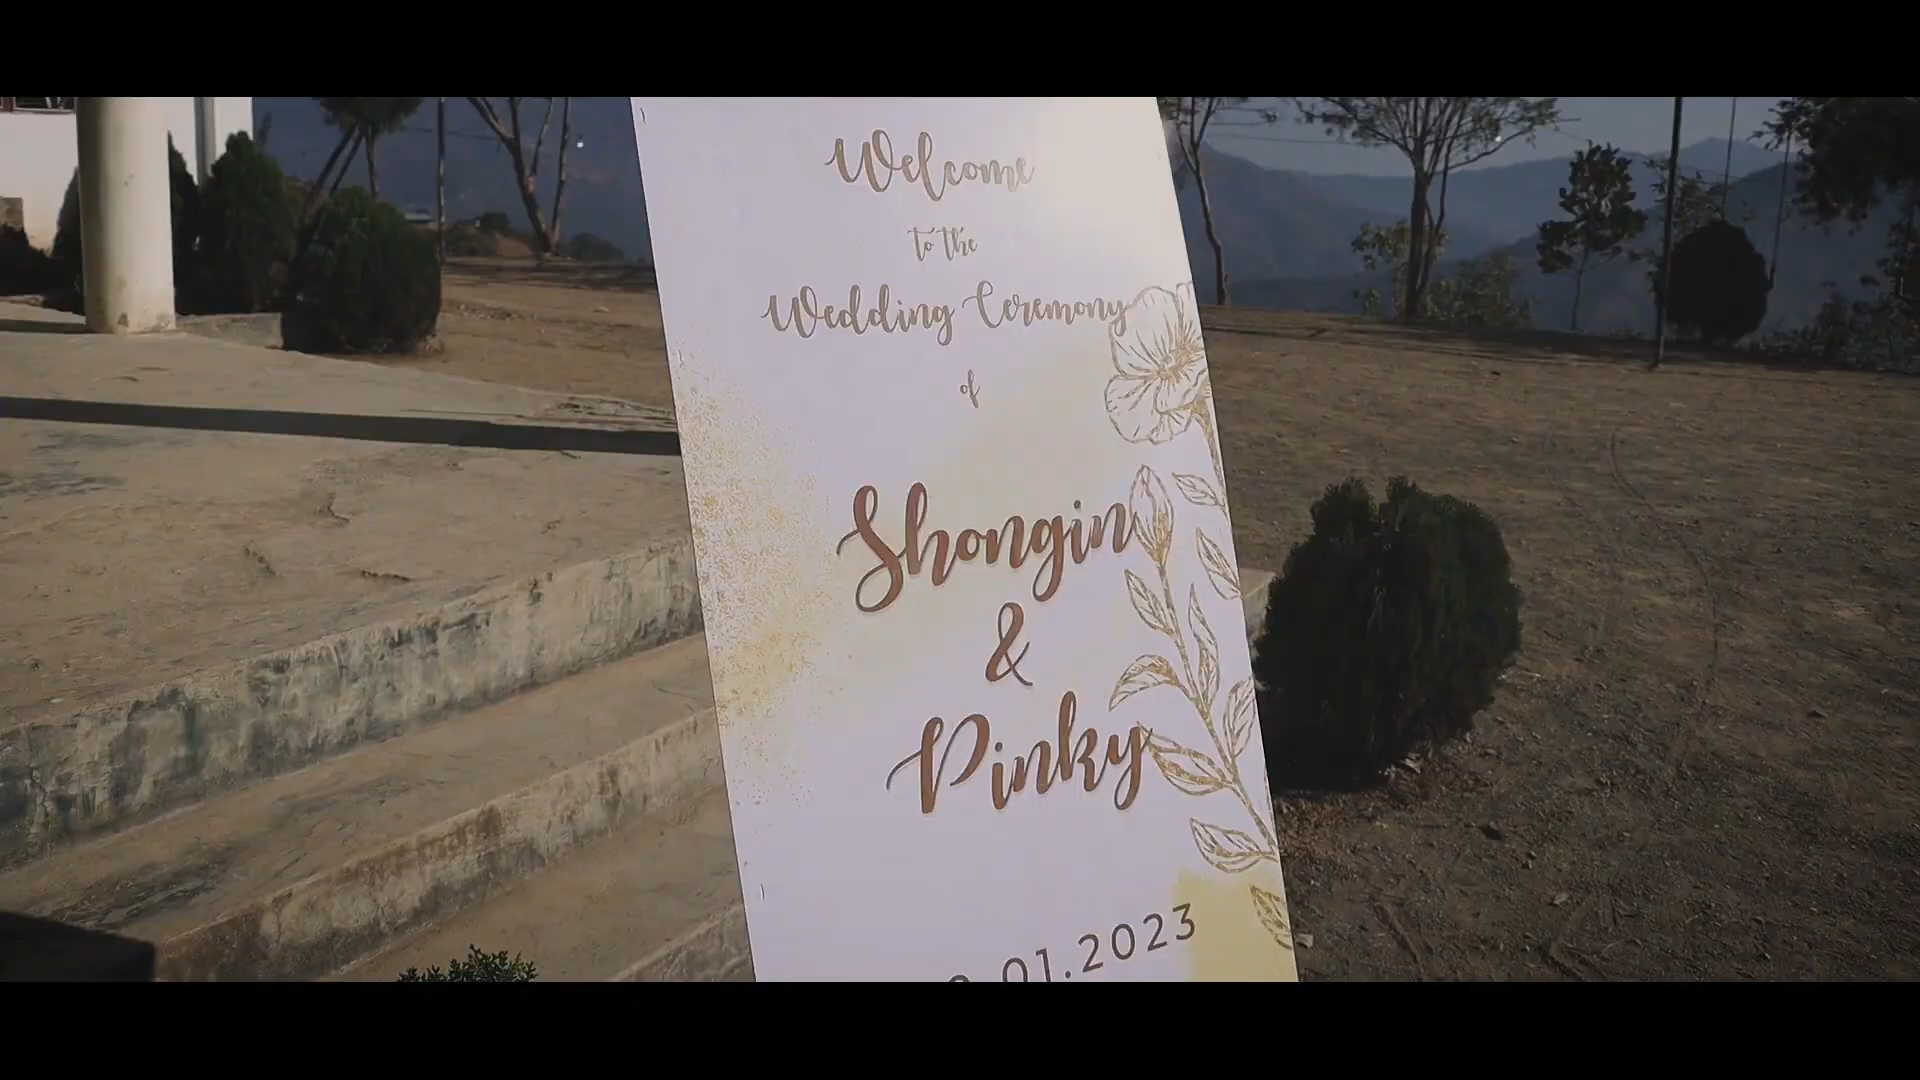 Welcome
to the
Wedding Ceremony
of
Shongin
&
Pinky
01.2023